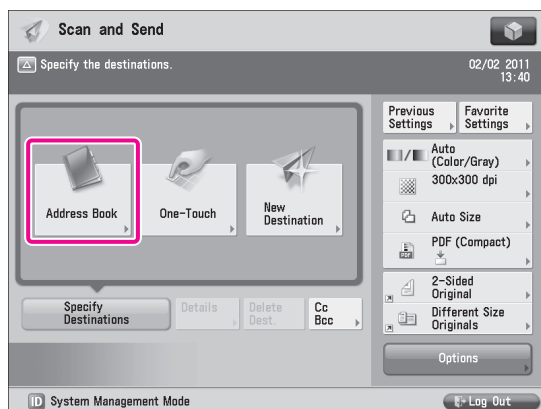 Scan and Send
Specify the destinations.
02/02 2011
13:40
Previous
Settings
Favorite
Settings
Auto
(Color/Gray)
300x300 dpi
Auto Size
PDF (Compact)
2-Sided
Original
Different Size
Originals
Options
Address Book
One-Touch
New
Destination
Specify
Destinations
Details
Delete
Dest.
Cc
Bcc
ID System Management Mode
Log Out